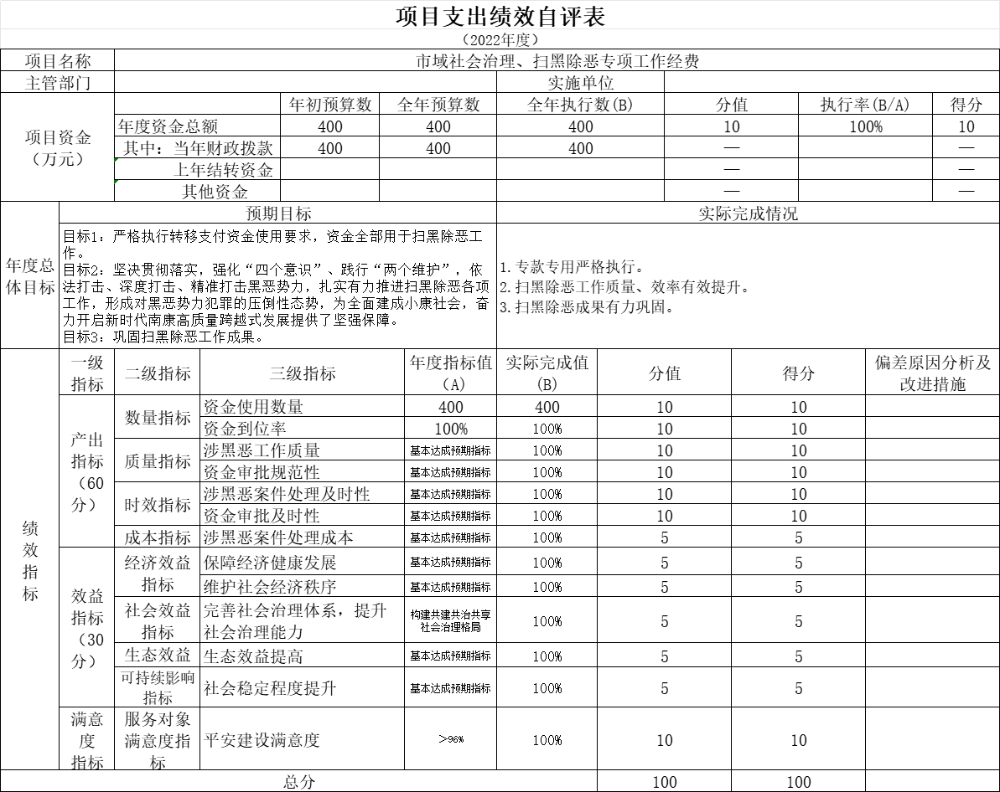 项目支出绩效自评表
（2022年度）
项目名称 市域社会治理、扫黑除恶专项工作经费
主管部门 实施单位
项目资金
（万元）
年初预算数 全年预算数 全年执行数(B) 分值 执行率(B/A) 得分
年度资金总额 400 400 400 10 100% 10
其中：当年财政拨款 400 400 400 — —
上年结转资金 — —
其他资金 — —
年度总
体目标
预期目标 实际完成情况
目标1：严格执行转移支付资金使用要求，资金全部用于扫黑除恶工
作。
目标2：坚决贯彻落实，强化“四个意识”、践行“两个维护”，依
法打击、深度打击、精准打击黑恶势力，扎实有力推进扫黑除恶各项
工作，形成对黑恶势力犯罪的压倒性态势，为全面建成小康社会，奋
力开启新时代南康高质量跨越式发展提供了坚强保障。
目标3：巩固扫黑除恶工作成果。
1.专款专用严格执行。
2.扫黑除恶工作质量、效率有效提升。
3.扫黑除恶成果有力巩固。
绩
效
指
标
一级
指标
二级指标 三级指标
年度指标值
（A）
实际完成值
(B)
分值 得分
偏差原因分析及
改进措施
产出
指标
（60
分）
数量指标
资金使用数量 400 400 10 10
资金到位率 100% 100% 10 10
质量指标
涉黑恶工作质量 基本达成预期指标 100% 10 10
资金审批规范性 基本达成预期指标 100% 10 10
时效指标
涉黑恶案件处理及时性 基本达成预期指标 100% 10 10
资金审批及时性 基本达成预期指标 100% 10 10
成本指标 涉黑恶案件处理成本 基本达成预期指标 100% 5 5
效益
指标
（30
分）
经济效益
指标
保障经济健康发展 基本达成预期指标 100% 5 5
维护社会经济秩序 基本达成预期指标 100% 5 5
社会效益
指标
完善社会治理体系，提升
社会治理能力
构建共建共治共享
社会治理格局
100% 5 5
生态效益 生态效益提高 基本达成预期指标 100% 5 5
可持续影响
指标
社会稳定程度提升 基本达成预期指标 100% 5 5
满意
度
指标
服务对象
满意度指
标
平安建设满意度 >96% 100% 10 10
总分 100 100